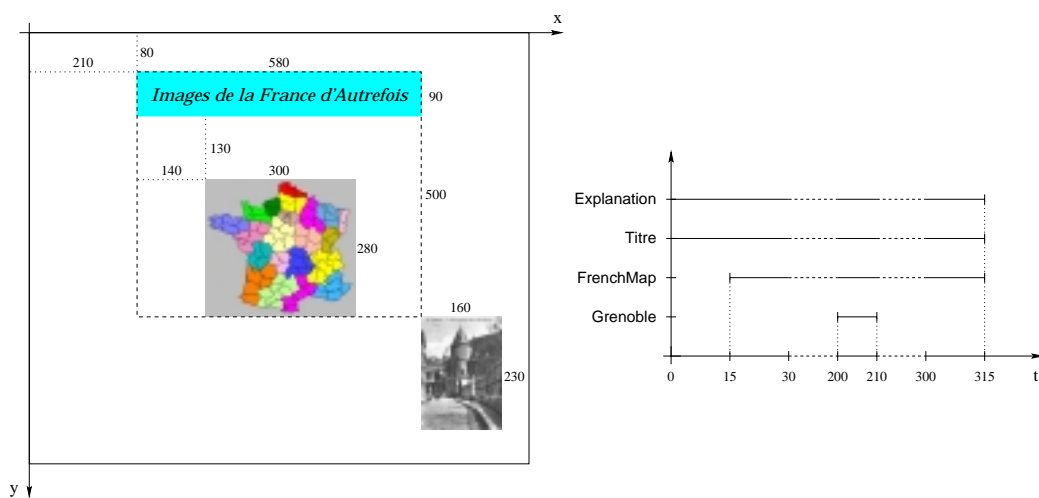 x
80
210
580
Images de la France d'Autrefois
90
130
140
300
500
280
160
230
y
Explanation
Titre
FrenchMap
Grenoble
0 15 30 200 210 300 315 t